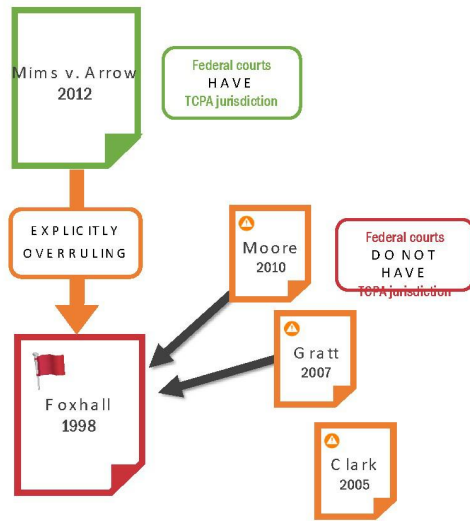 Mims v. Arrow
2012
Federal courts
HAVE
TCPA jurisdiction
EXPLICITLY
OVERRULING
Moore
2010
Federal courts
DO NOT
HAVE
TCPA jurisdiction
Gratt
2007
Foxhall
1998
Clark
2005